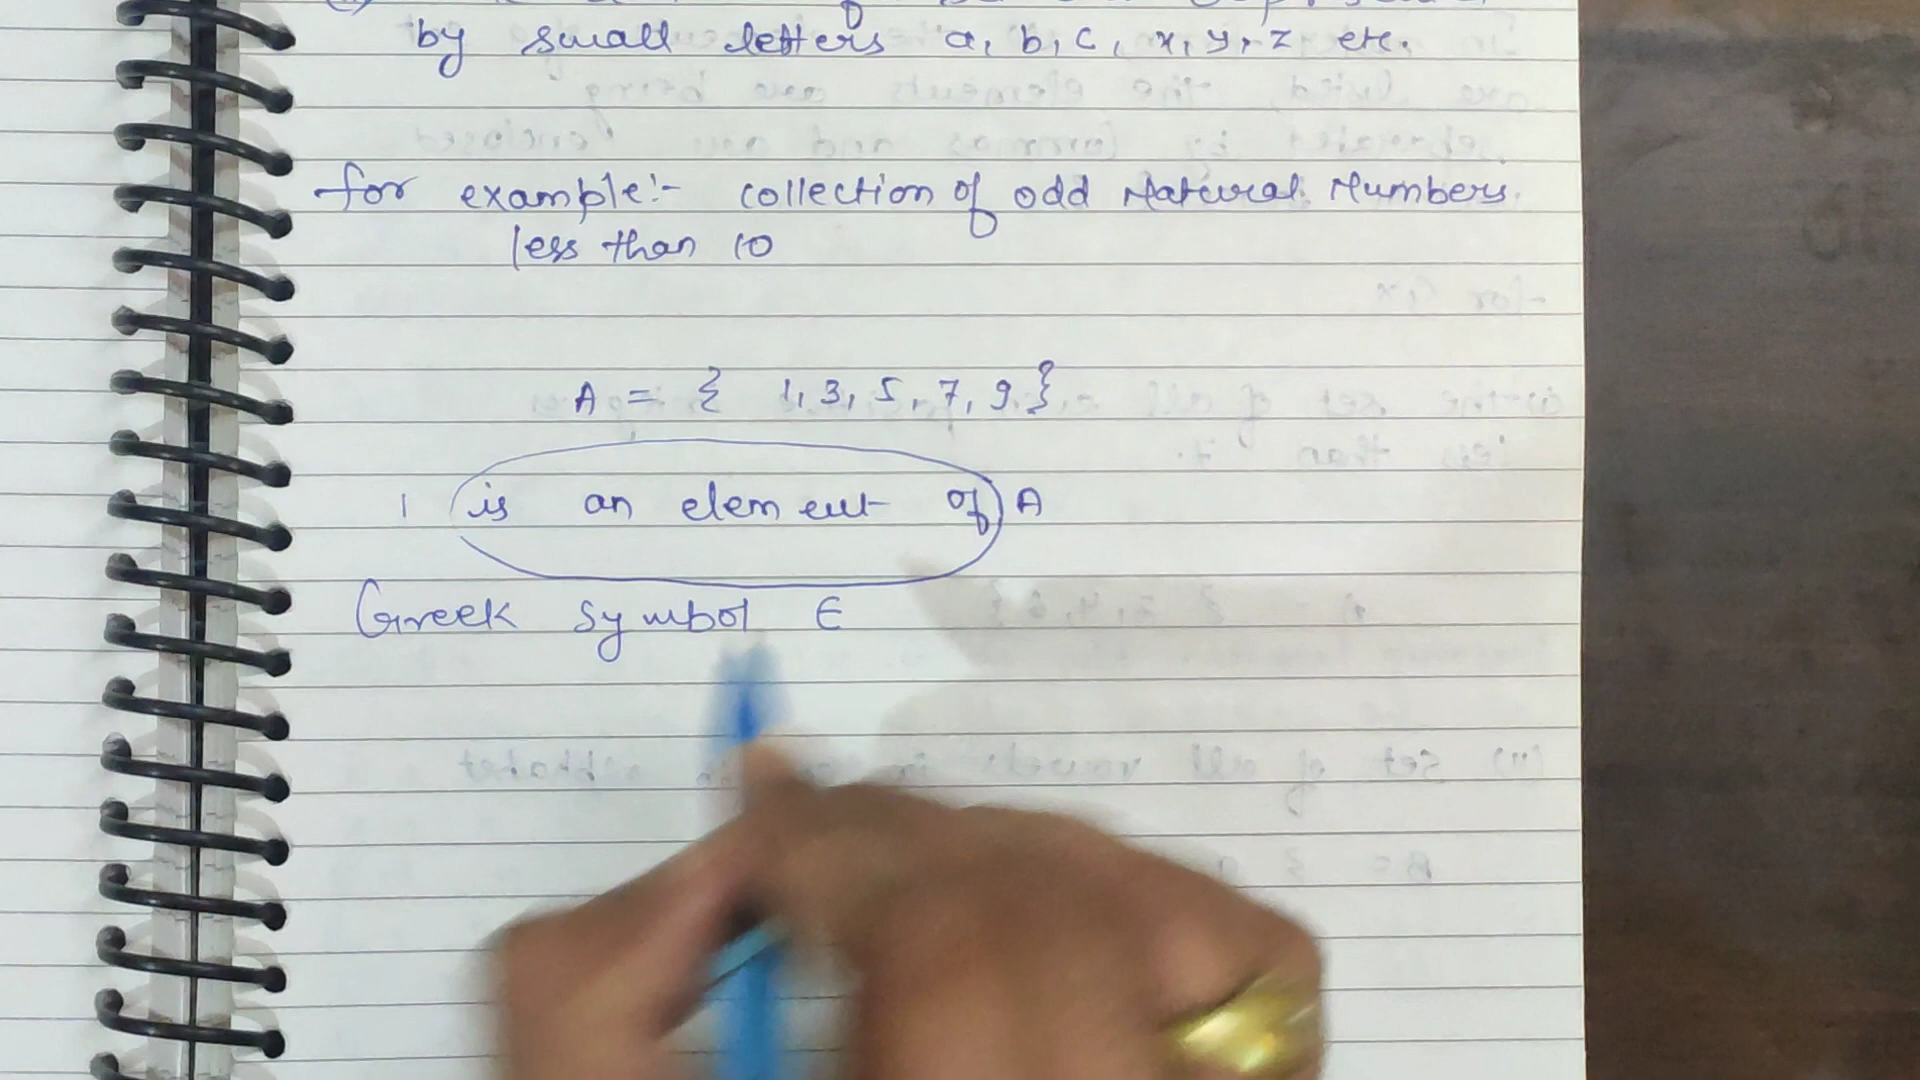 by small letters a, b, c, x, y, z etc.
for example:- collection of odd Natural Numbers.
less than 10
A = { 1, 3, 5, 7, 9 }
1 is an element of A
Greek symbol ∈